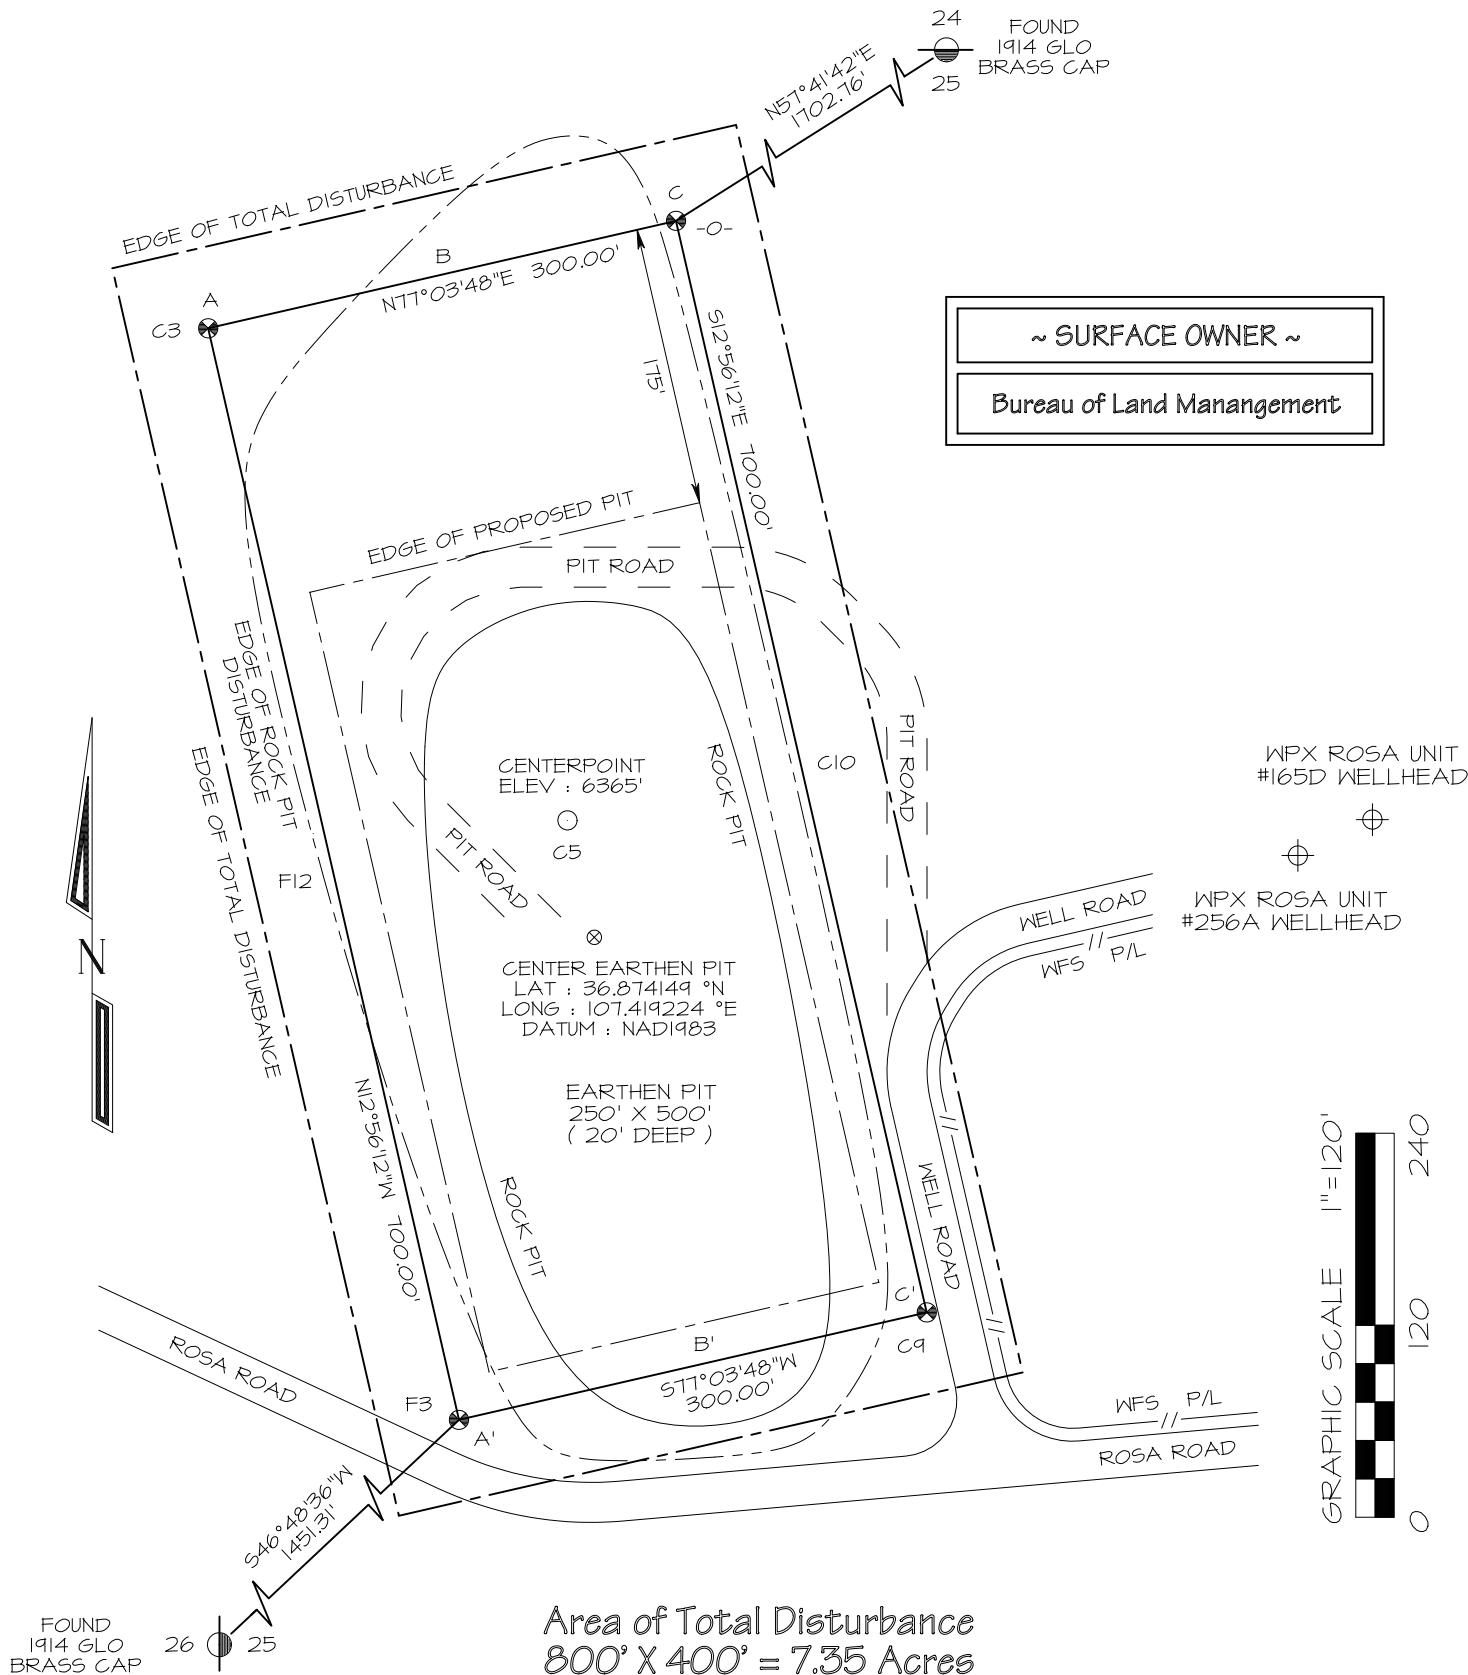 24
FOUND
1914 GLO
BRASS CAP
25
N57°41'42"E
1702.76'
EDGE OF TOTAL DISTURBANCE
C
-0-
B
N77°03'48"E 300.00'
A
C3
S12°56'12"E 700.00'
175'
~ SURFACE OWNER ~
Bureau of Land Manangement
EDGE OF PROPOSED PIT
PIT ROAD
EDGE OF ROCK PIT
DISTURBANCE
EDGE OF TOTAL DISTURBANCE
ROCK PIT
C10
PIT ROAD
CENTERPOINT
ELEV : 6365'
C5
PIT ROAD
F12
WPX ROSA UNIT
#165D WELLHEAD
WPX ROSA UNIT
#256A WELLHEAD
WELL ROAD
WFS P/L
N
CENTER EARTHEN PIT
LAT : 36.874149 °N
LONG : 107.419224 °E
DATUM : NAD1983
EARTHEN PIT
250' X 500'
( 20' DEEP )
N12°56'12"W 700.00'
ROCK PIT
WELL ROAD
C'
C9
B'
S77°03'48"W
300.00'
F3
A'
ROSA ROAD
WFS P/L
ROSA ROAD
GRAPHIC SCALE 1"=120'
0
120
240
S46°48'36"W
1451.31'
FOUND
1914 GLO
BRASS CAP
26
25
Area of Total Disturbance
800' X 400' = 7.35 Acres